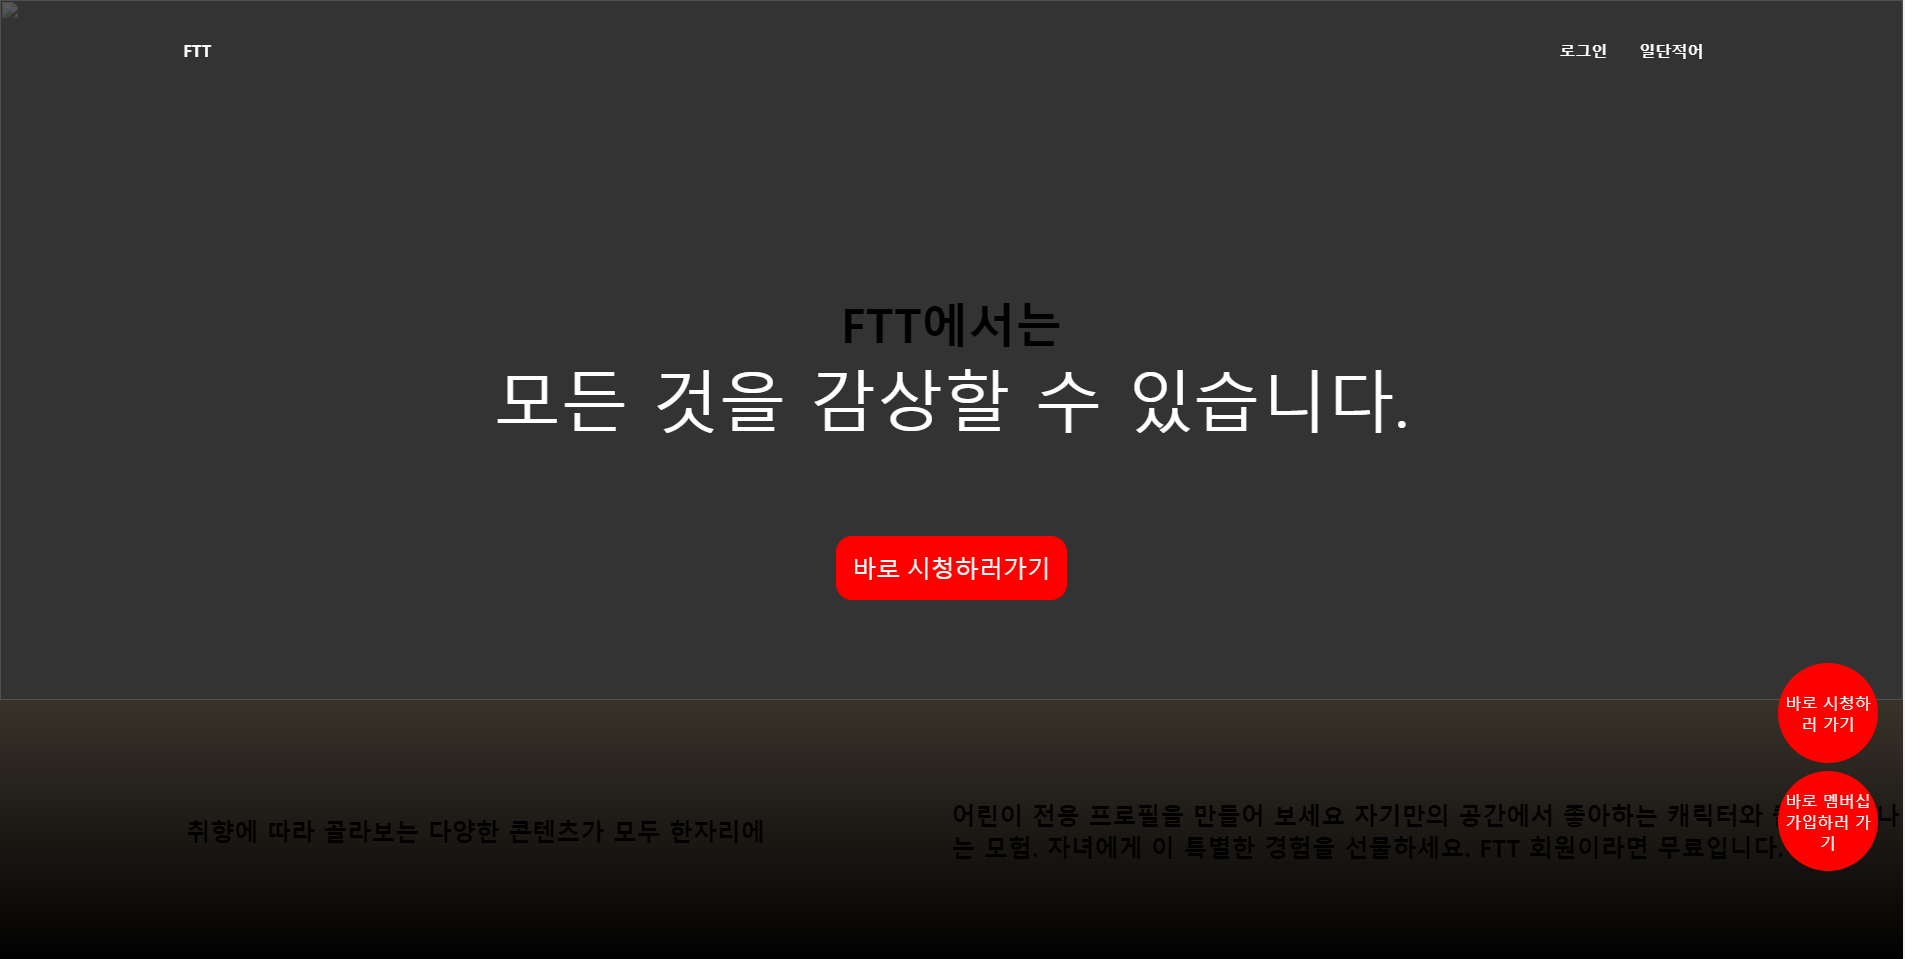 FTT
로그인 일단적어
FTT에서는
모든 것을 감상할 수 있습니다.
바로 시청하러가기
바로 시청하
러 가기
취향에 따라 골라보는 다양한 콘텐츠가 모두 한자리에
어린이 전용 프로필을 만들어 보세요 자기만의 공간에서 좋아하는 캐릭터와 나
는 모험. 자녀에게 이 특별한 경험을 선물하세요. FTT 회원이라면 무료입니다.
바로 멤버십
가입하러 가
기